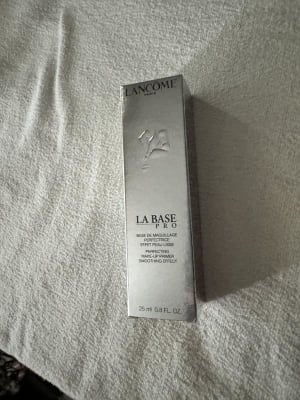 LANCÔME
PARIS
LA BASE
PRO
BASE DE MAQUILLAGE
PERFECTRICE
EFFET PEAU LISSE
PERFECTING
MAKE-UP PRIMER
SMOOTHING EFFECT
25 ml 0.8 FL. OZ.